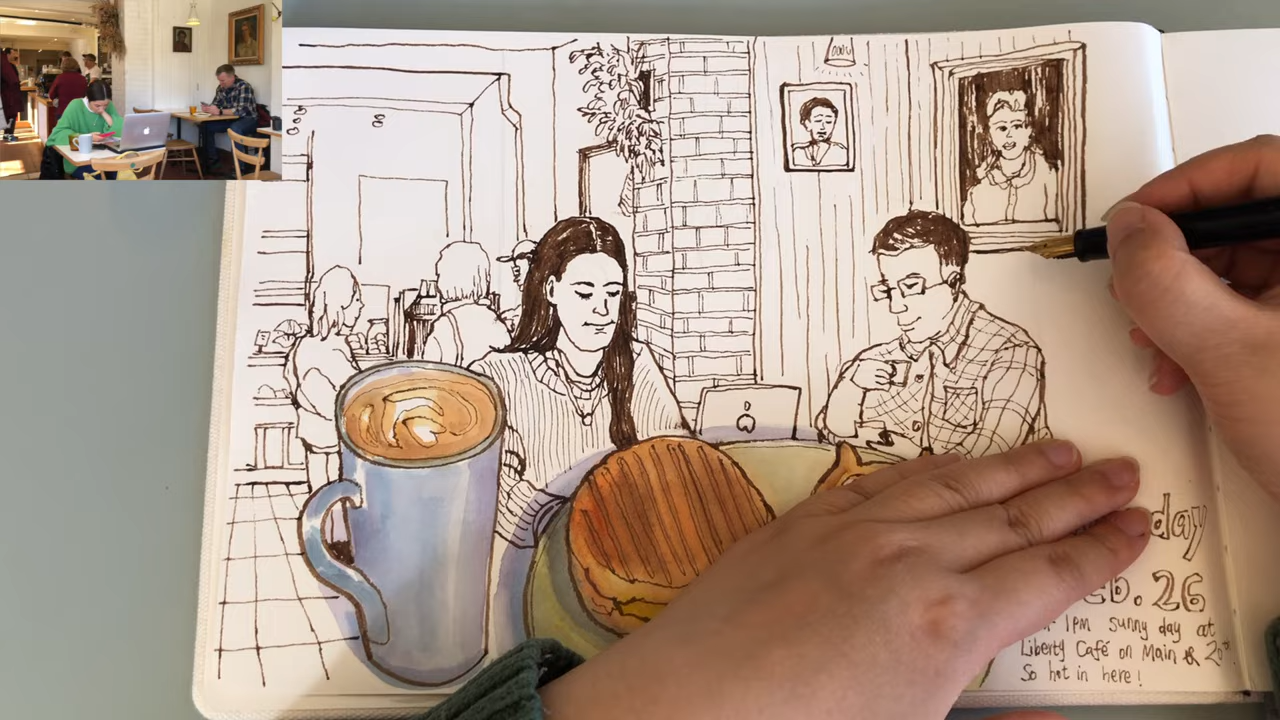 day
eb. 26
1PM sunny day at
Liberty Café on Main & 20th.
So hot in here!